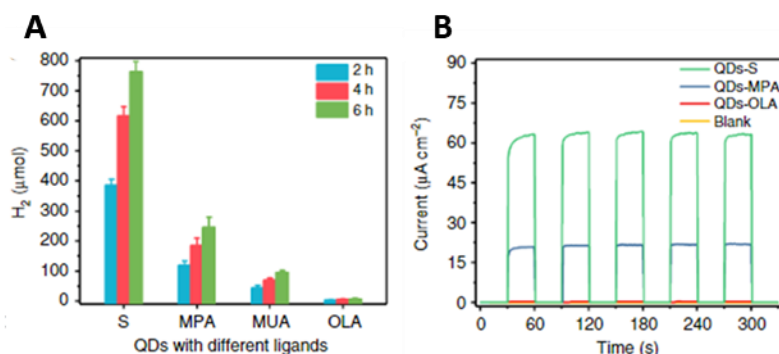 A
800
700
600
500
400
300
200
100
0
H₂ (μmol)
2 h
4 h
6 h
S MPA MUA OLA
QDs with different ligands
B
90
75
60
45
30
15
0
Current (μA cm⁻²)
QDs-S
QDs-MPA
QDs-OLA
Blank
0 60 120 180 240 300
Time (s)